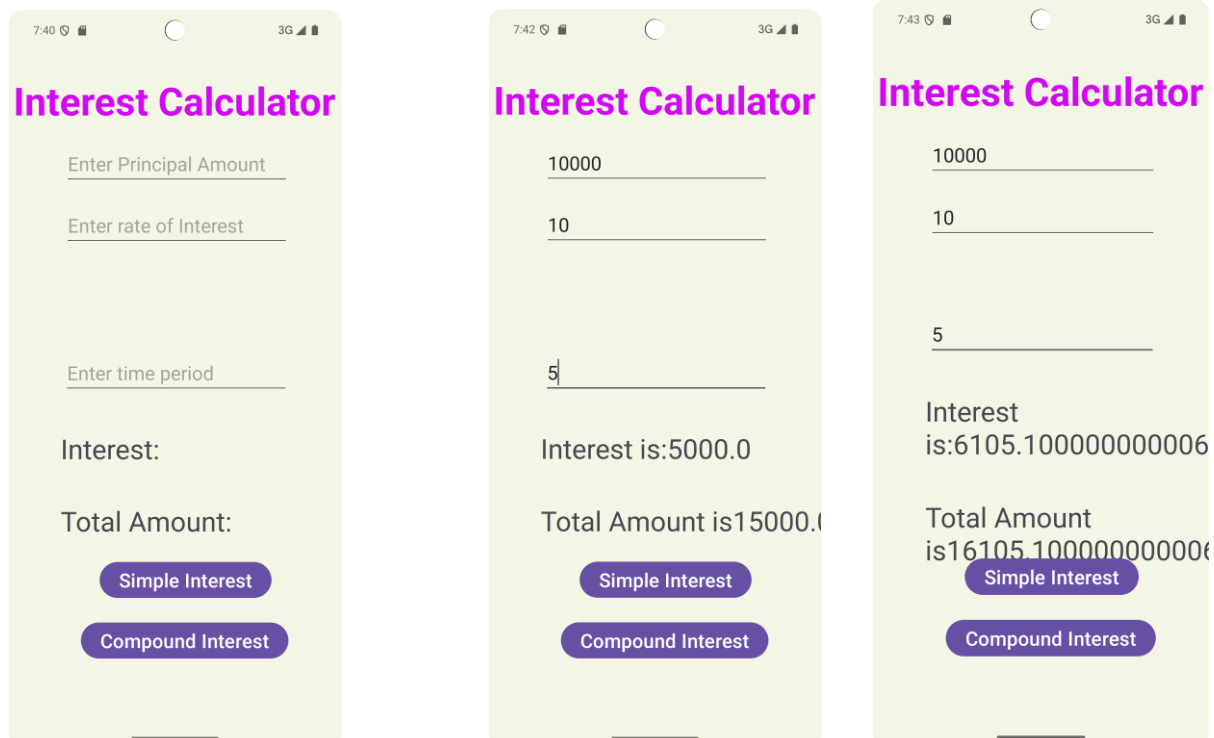 7:40
3G
Interest Calculator
Enter Principal Amount
Enter rate of Interest
Enter time period
Interest:
Total Amount:
Simple Interest
Compound Interest
7:42
3G
Interest Calculator
10000
10
5
Interest is:5000.0
Total Amount is15000.0
Simple Interest
Compound Interest
7:43
3G
Interest Calculator
10000
10
5
Interest
is:6105.100000000006
Total Amount
is16105.100000000006
Simple Interest
Compound Interest